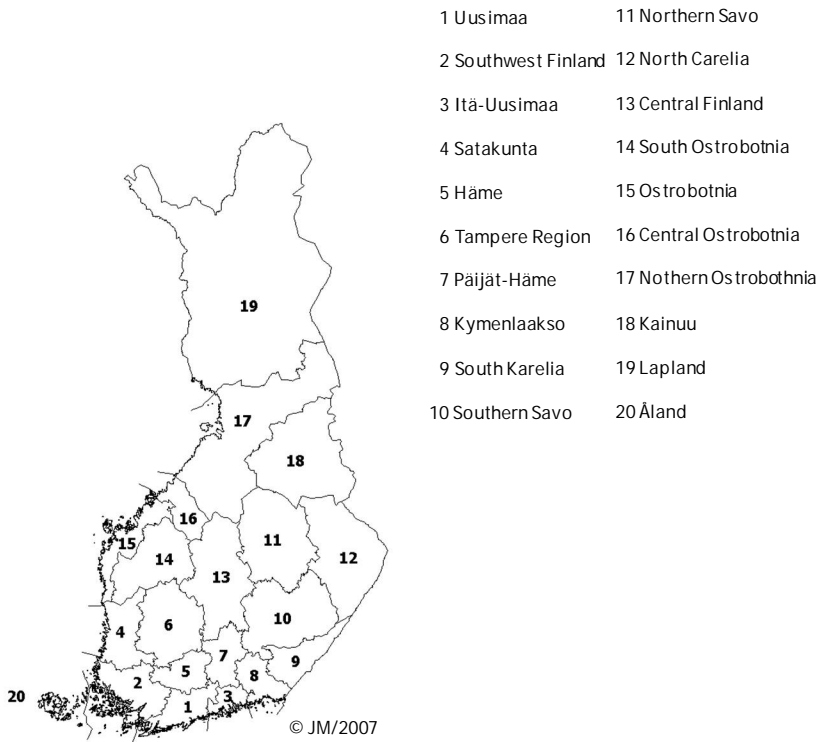 1 Uusimaa
2 Southwest Finland
3 Itä-Uusimaa
4 Satakunta
5 Häme
6 Tampere Region
7 Päijät-Häme
8 Kymenlaakso
9 South Karelia
10 Southern Savo
11 Northern Savo
12 North Carelia
13 Central Finland
14 South Ostrobotnia
15 Ostrobotnia
16 Central Ostrobotnia
17 Nothern Ostrobothnia
18 Kainuu
19 Lapland
20 Åland
19
17
18
16
15
14
11
12
13
10
4
6
7
9
5
8
2
3
20
1
© JM/2007